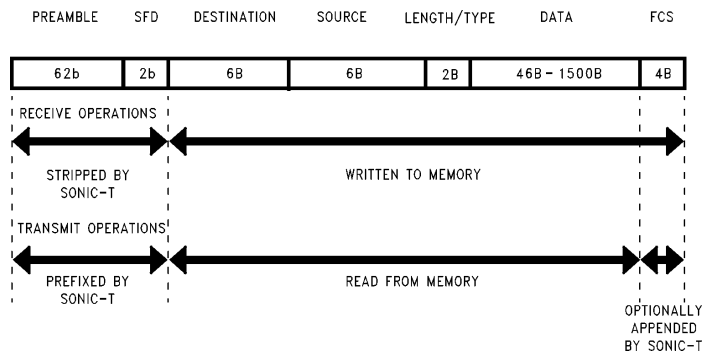 PREAMBLE SFD DESTINATION SOURCE LENGTH/TYPE DATA FCS
62b 2b 6B 6B 2B 46B-1500B 4B
RECEIVE OPERATIONS
STRIPPED BY
SONIC-T
WRITTEN TO MEMORY
TRANSMIT OPERATIONS
PREFIXED BY
SONIC-T
READ FROM MEMORY
OPTIONALLY
APPENDED
BY SONIC-T